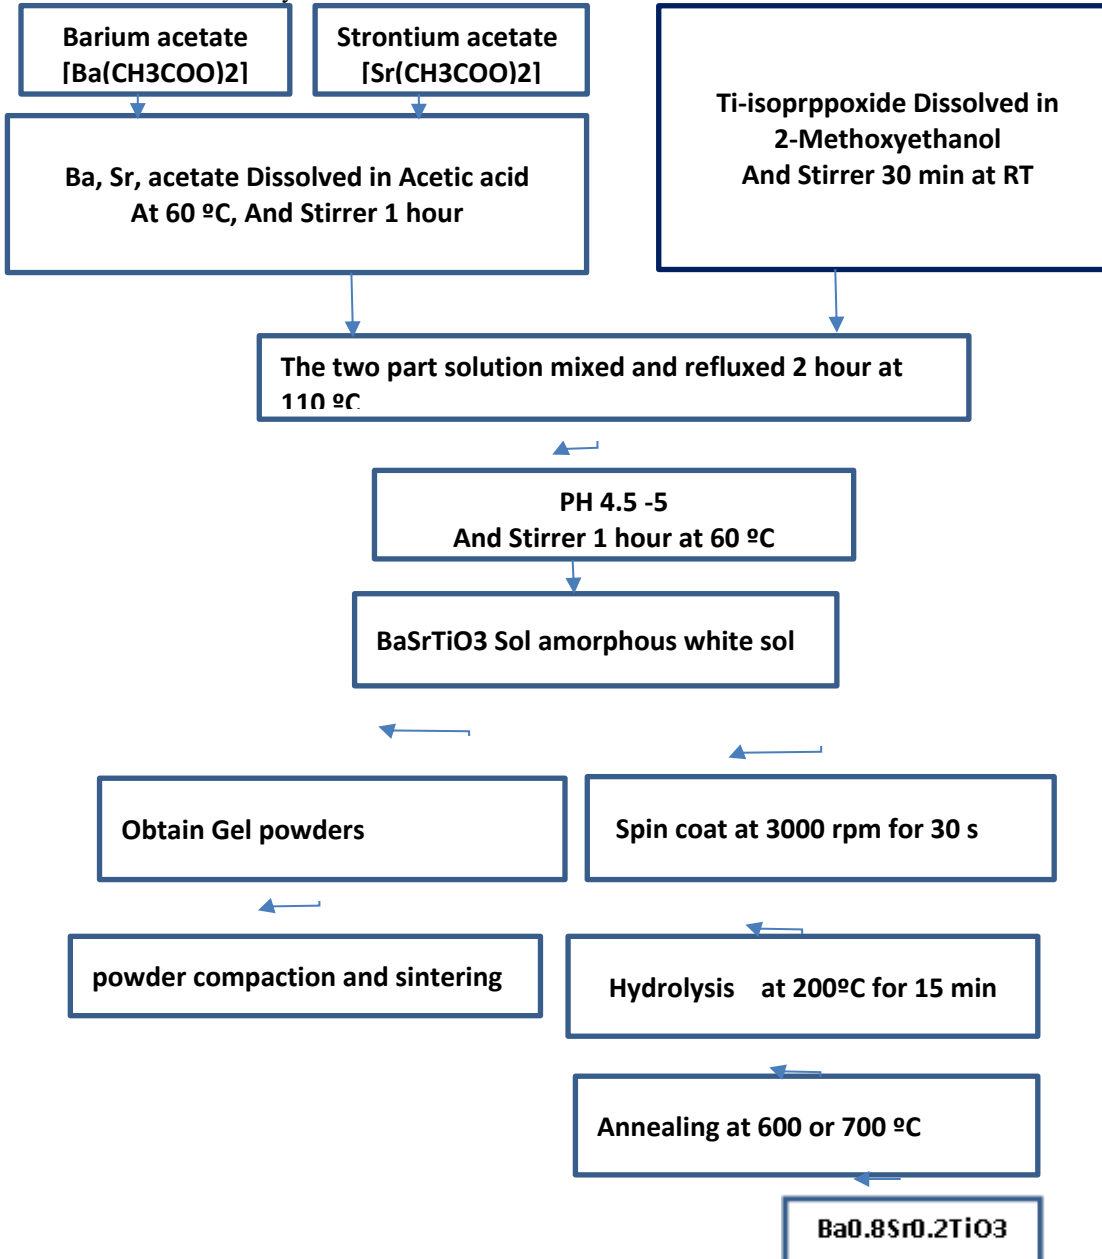 Barium acetate
[Ba(CH3COO)2]
Strontium acetate
[Sr(CH3COO)2]
Ti-isoprppoxide Dissolved in
2-Methoxyethanol
And Stirrer 30 min at RT
Ba, Sr, acetate Dissolved in Acetic acid
At 60 ºC, And Stirrer 1 hour
The two part solution mixed and refluxed 2 hour at
110 ºC
PH 4.5 -5
And Stirrer 1 hour at 60 ºC
BaSrTiO3 Sol amorphous white sol
Obtain Gel powders
Spin coat at 3000 rpm for 30 s
powder compaction and sintering
Hydrolysis at 200ºC for 15 min
Annealing at 600 or 700 ºC
Ba0.8Sr0.2TiO3